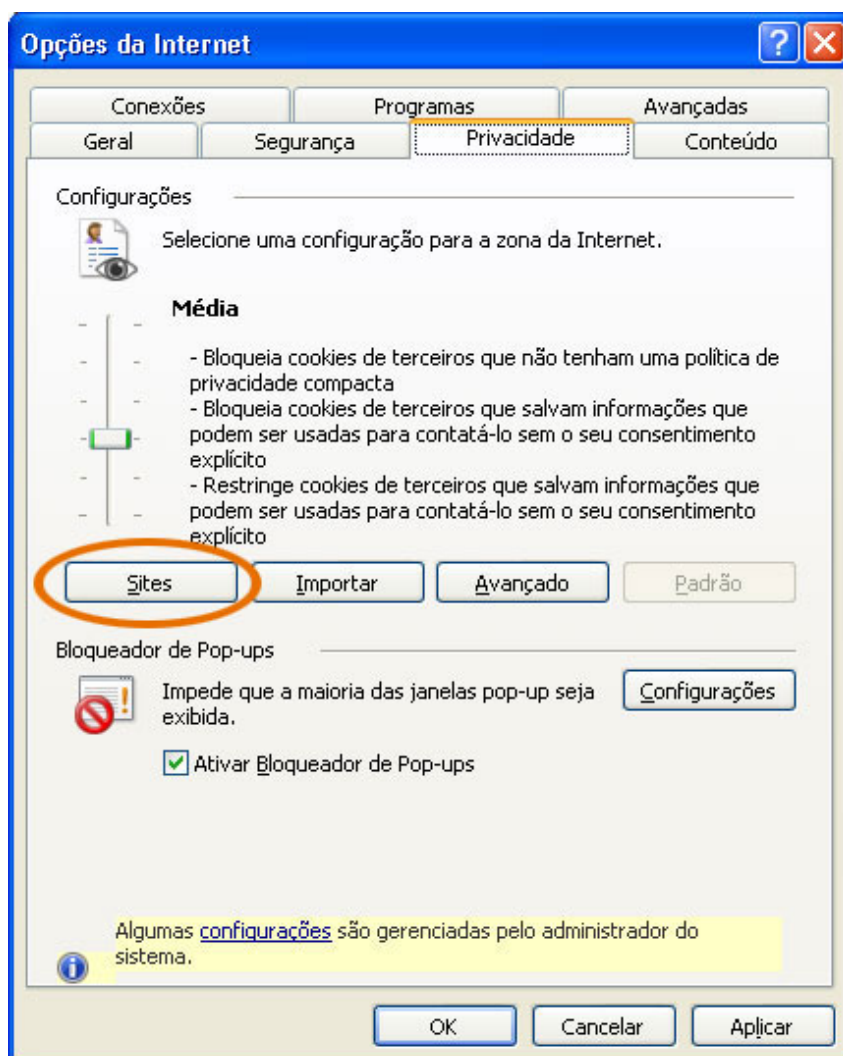 Opções da Internet
Conexões Programas Avançadas
Geral Segurança Privacidade Conteúdo
Configurações
Selecione uma configuração para a zona da Internet.
Média
- Bloqueia cookies de terceiros que não tenham uma política de
privacidade compacta
- Bloqueia cookies de terceiros que salvam informações que
podem ser usadas para contatá-lo sem o seu consentimento
explícito
- Restringe cookies de terceiros que salvam informações que
podem ser usadas para contatá-lo sem o seu consentimento
explícito
Sites Importar Avançado Padrão
Bloqueador de Pop-ups
Impede que a maioria das janelas pop-up seja
exibida.
Configurações
Ativar Bloqueador de Pop-ups
Algumas configurações são gerenciadas pelo administrador do
sistema.
OK Cancelar Aplicar